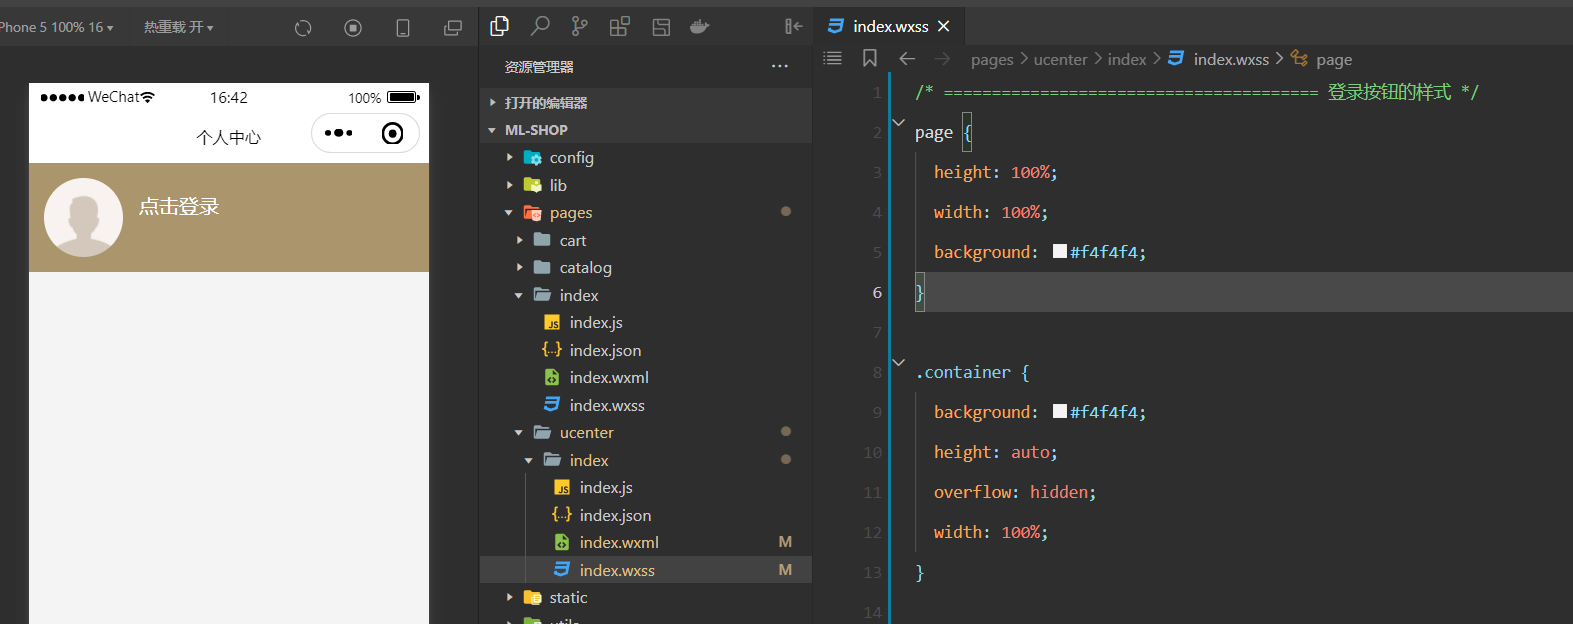 Phone 5 100% 16
热重载 开
WeChat
16:42
100%
个人中心
点击登录
资源管理器
打开的编辑器
ML-SHOP
config
lib
pages
cart
catalog
index
index.js
index.json
index.wxml
index.wxss
ucenter
index
index.js
index.json
index.wxml M
index.wxss M
static
index.wxss
pages > ucenter > index > index.wxss > page
1 /* ======================================= 登录按钮的样式 */
2 page {
3 height: 100%;
4 width: 100%;
5 background: #f4f4f4;
6 }
7
8 .container {
9 background: #f4f4f4;
10 height: auto;
11 overflow: hidden;
12 width: 100%;
13 }
14